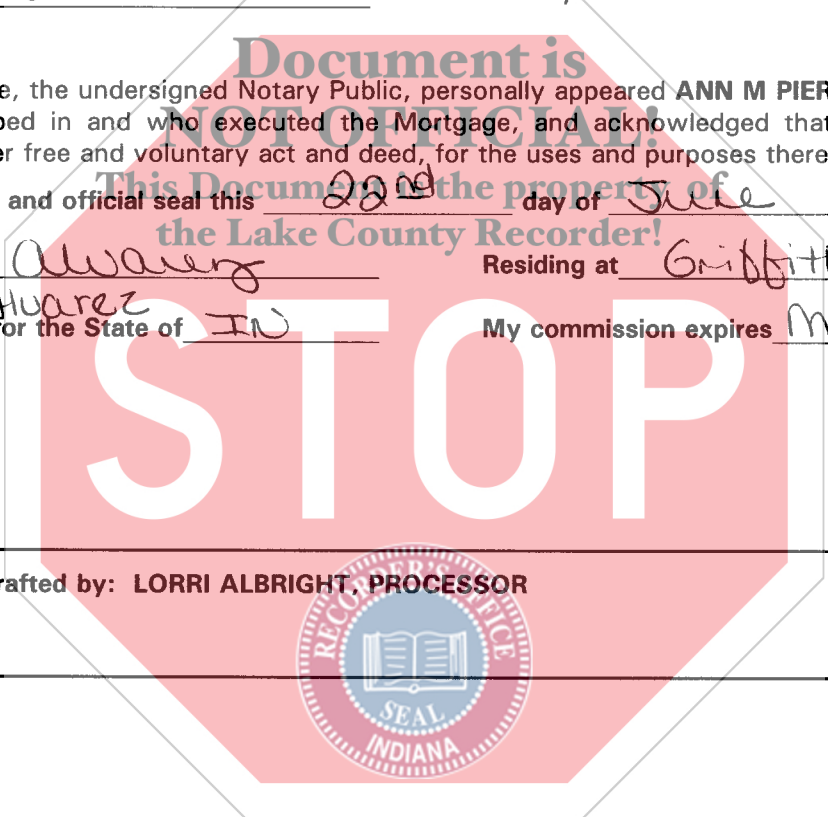 Document is
e, the undersigned Notary Public, personally appeared ANN M PIER
NOT OFFICIAL!
bed in and who executed the Mortgage, and acknowledged that
er free and voluntary act and deed, for the uses and purposes there
This Document is the property of
and official seal this 22nd day of June
the Lake County Recorder!
Alvarez Residing at Griffith
Alvarez
or the State of IN My commission expires M
STOP
rafted by: LORRI ALBRIGHT, PROCESSOR
RECORDER'S OFFICE
SEAL
INDIANA